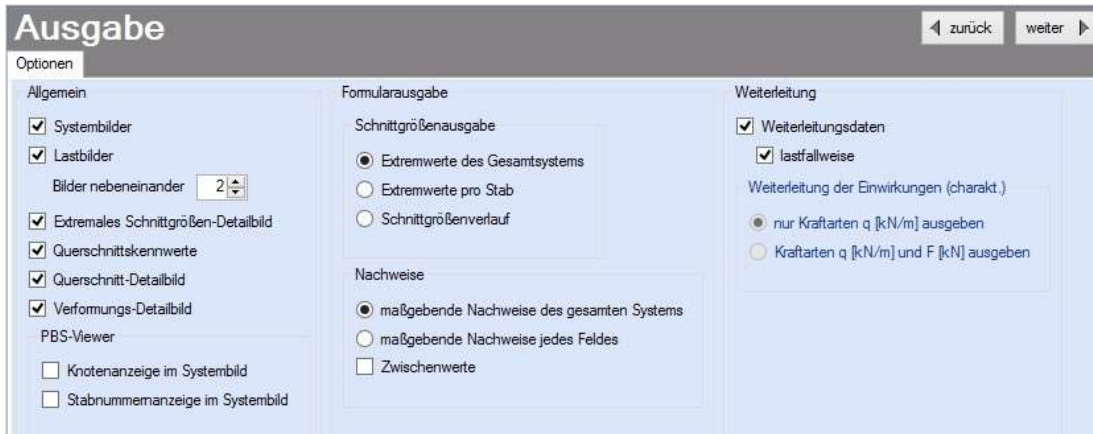 Ausgabe
zurück
weiter
Optionen
Allgemein
Systembilder
Lastbilder
Bilder nebeneinander 2
Extremales Schnittgrößen-Detailbild
Querschnittskennwerte
Querschnitt-Detailbild
Verformungs-Detailbild
PBS-Viewer
Knotenanzeige im Systembild
Stabnummernanzeige im Systembild
Formularausgabe
Schnittgrößenausgabe
Extremwerte des Gesamtsystems
Extremwerte pro Stab
Schnittgrößenverlauf
Nachweise
maßgebende Nachweise des gesamten Systems
maßgebende Nachweise jedes Feldes
Zwischenwerte
Weiterleitung
Weiterleitungsdaten
lastfallweise
Weiterleitung der Einwirkungen (charakt.)
nur Kraftarten q [kN/m] ausgeben
Kraftarten q [kN/m] und F [kN] ausgeben